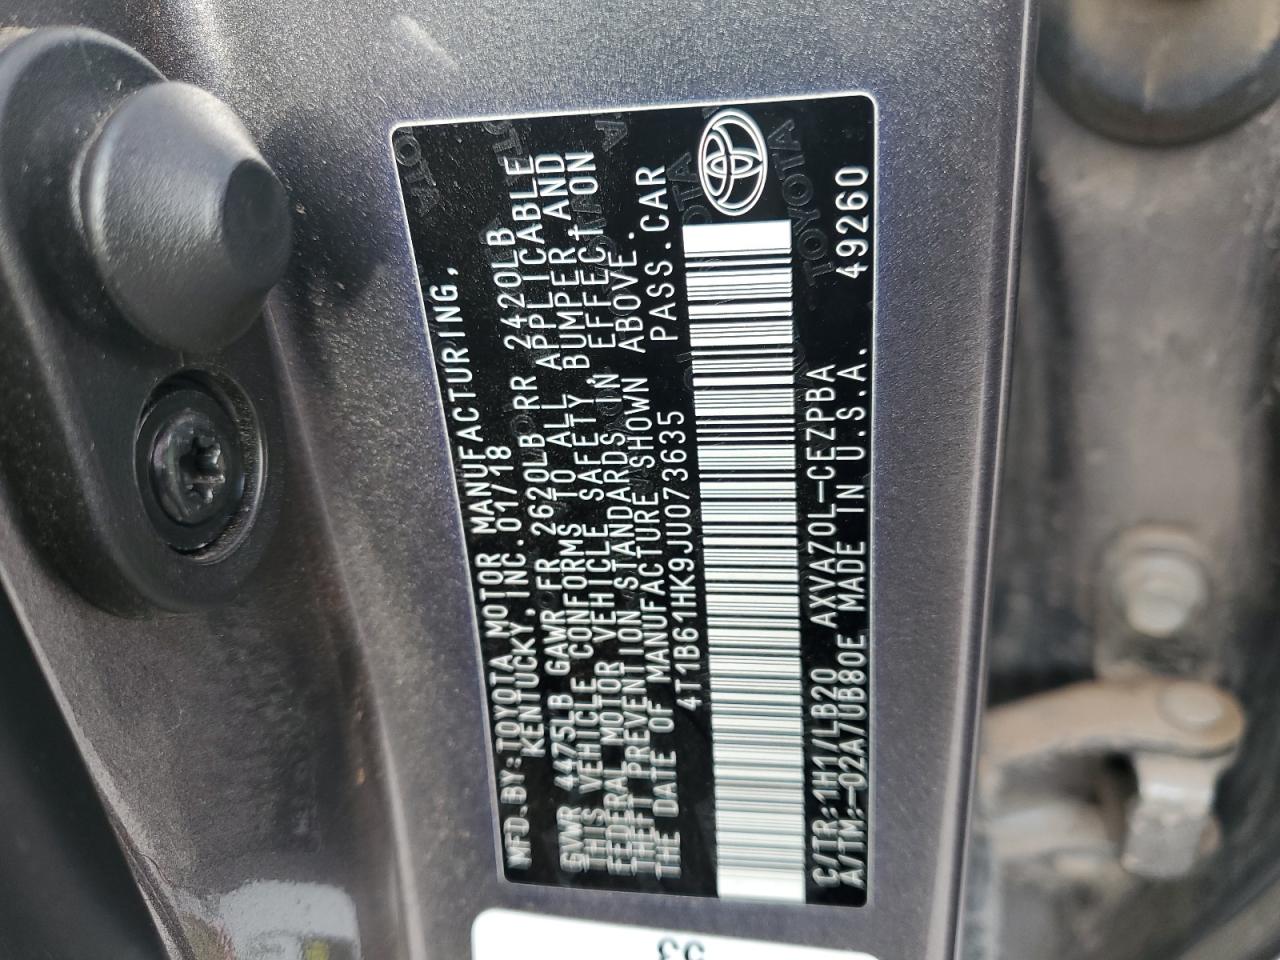 MFD.BY:TOYOTA MOTOR MANUFACTURING,
KENTUCKY, INC. 01/18
GVWR 4475LB GAWR FR 2620LB RR 2420LB
THIS VEHICLE CONFORMS TO ALL APPLICABLE
FEDERAL MOTOR VEHICLE SAFETY, BUMPER, AND
THEFT PREVENTION STANDARDS IN EFFECT ON
THE DATE OF MANUFACTURE SHOWN ABOVE.
4T1B61HK9JU073635 PASS.CAR
C/TR:1H1/LB20 AXVA70L-CEZPBA
A/TM:-02A/UB80E MADE IN U.S.A. 49260
TOYOTA